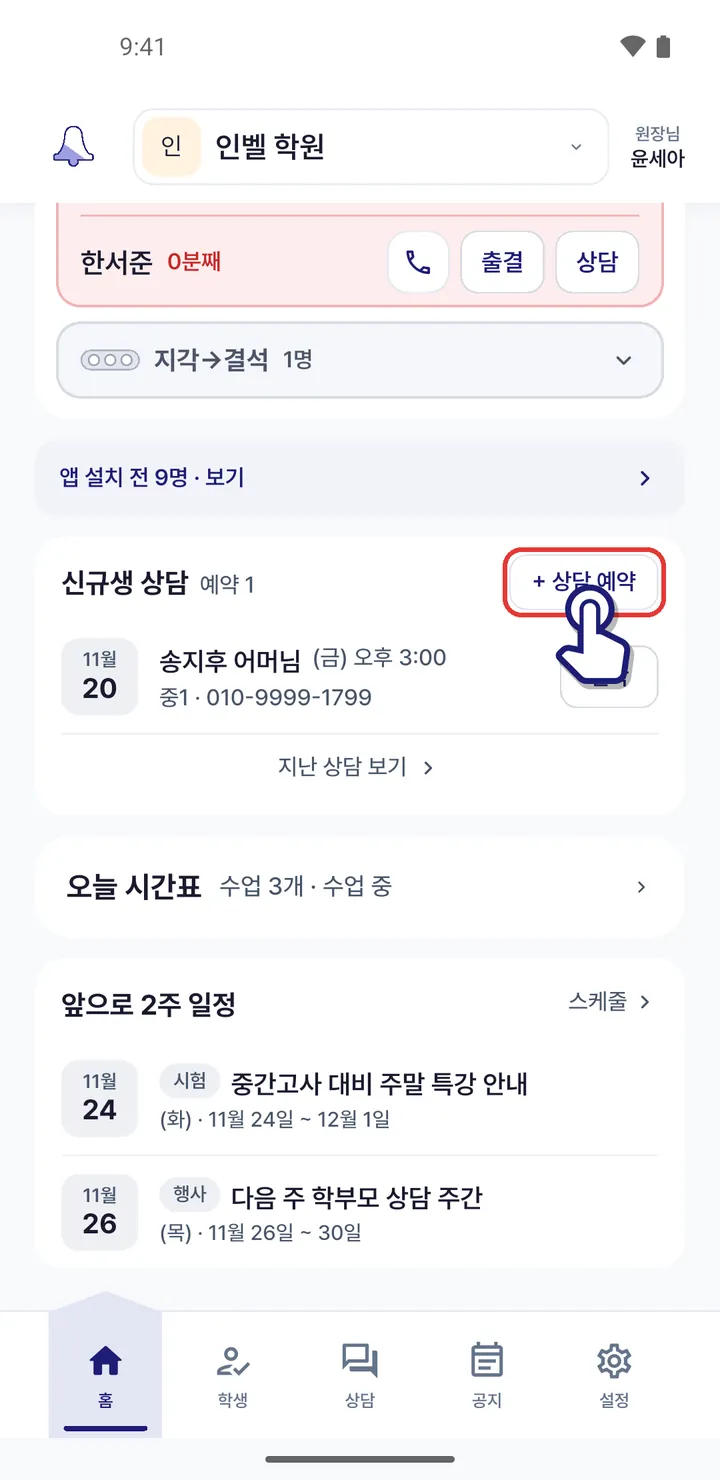 9:41
인 인벨 학원
원장님
윤세아
한서준 0분째
출결 상담
지각→결석 1명
앱 설치 전 9명 · 보기
신규생 상담 예약 1
+ 상담 예약
11월
20
송지후 어머님 (금) 오후 3:00
중1 · 010-9999-1799
지난 상담 보기
오늘 시간표 수업 3개 · 수업 중
앞으로 2주 일정
스케줄
11월
24
시험 중간고사 대비 주말 특강 안내
(화) · 11월 24일 ~ 12월 1일
11월
26
행사 다음 주 학부모 상담 주간
(목) · 11월 26일 ~ 30일
홈 학생 상담 공지 설정